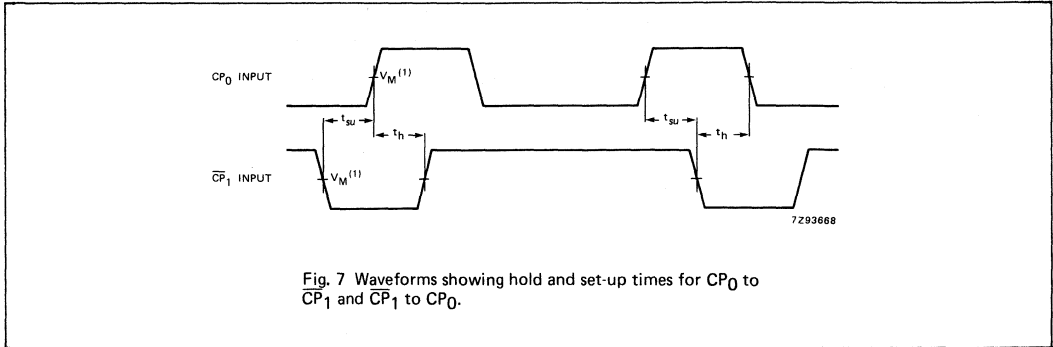 CP0 INPUT
VM(1)
tsu
th
tsu
th
CP1 INPUT
VM(1)
7Z93668
Fig. 7 Waveforms showing hold and set-up times for CP0 to
CP1 and CP1 to CP0.